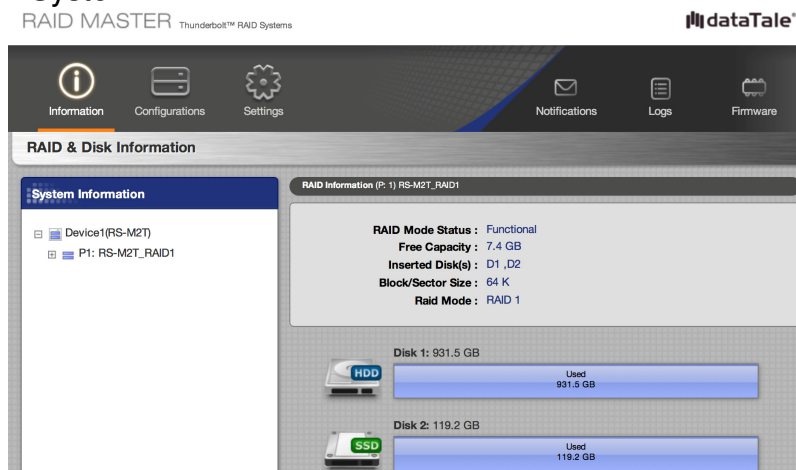 RAID MASTER Thunderbolt™ RAID Systems
dataTale®
Information Configurations Settings Notifications Logs Firmware
RAID & Disk Information
System Information
Device1(RS-M2T)
P1: RS-M2T_RAID1
RAID Information (P: 1) RS-M2T_RAID1
RAID Mode Status : Functional
Free Capacity : 7.4 GB
Inserted Disk(s) : D1 ,D2
Block/Sector Size : 64 K
Raid Mode : RAID 1
Disk 1: 931.5 GB
HDD
Used
931.5 GB
Disk 2: 119.2 GB
SSD
Used
119.2 GB